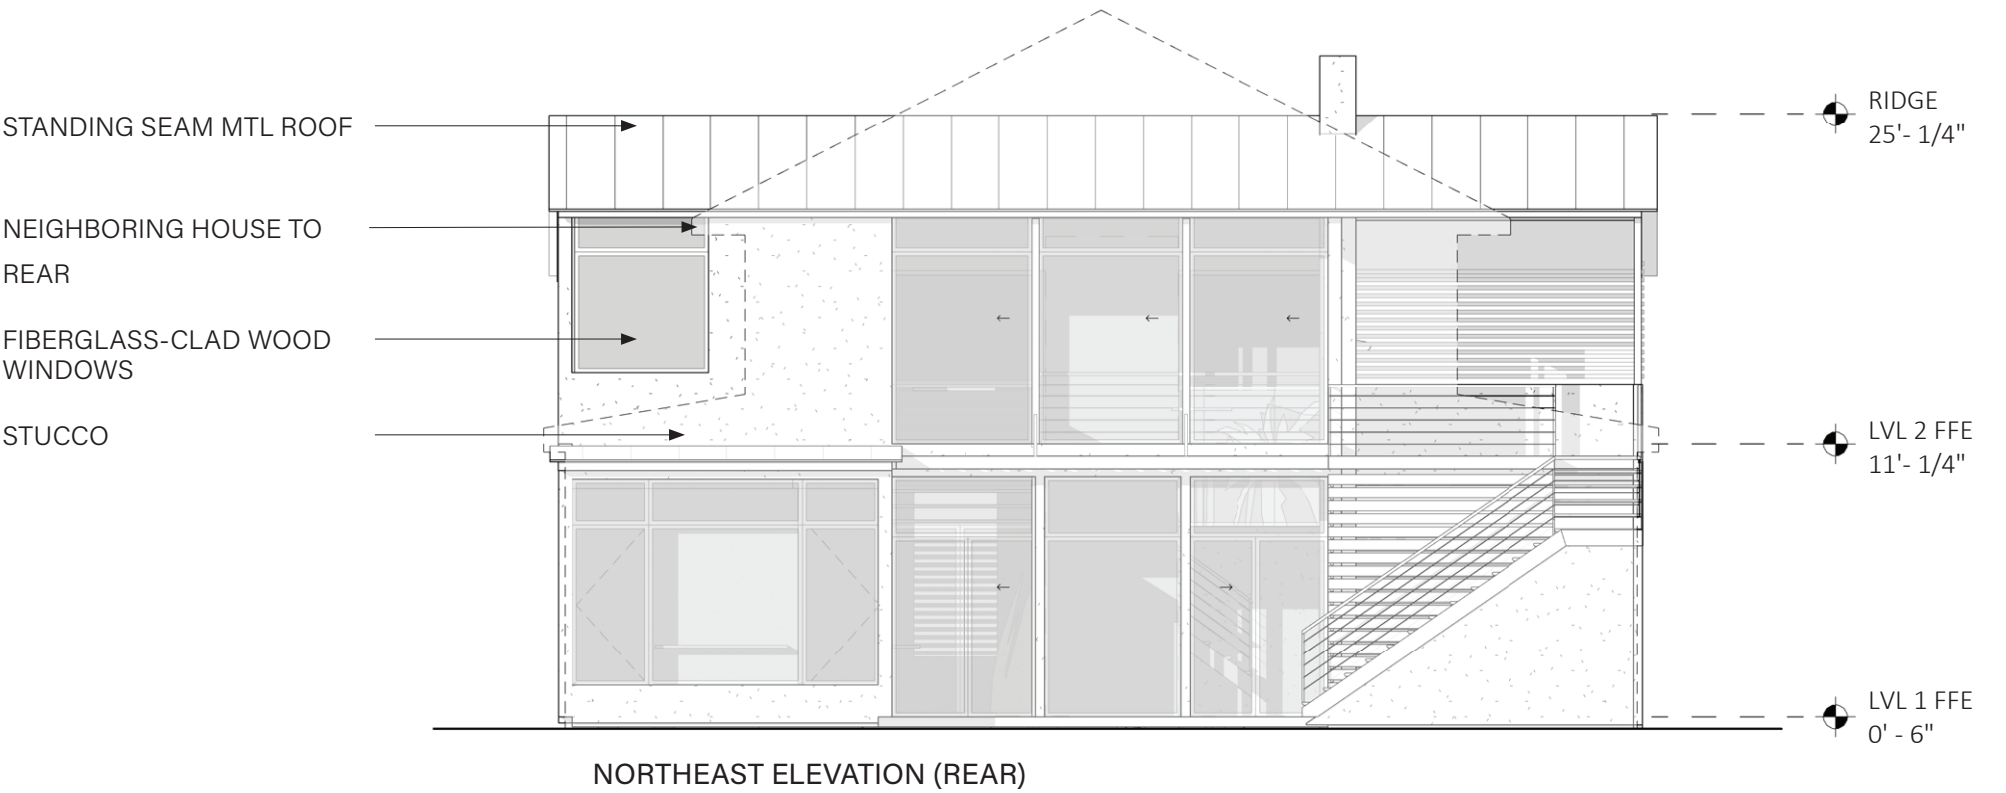 STANDING SEAM MTL ROOF
NEIGHBORING HOUSE TO
REAR
FIBERGLASS-CLAD WOOD
WINDOWS
STUCCO
RIDGE
25'- 1/4"
LVL 2 FFE
11'- 1/4"
LVL 1 FFE
0' - 6"
NORTHEAST ELEVATION (REAR)